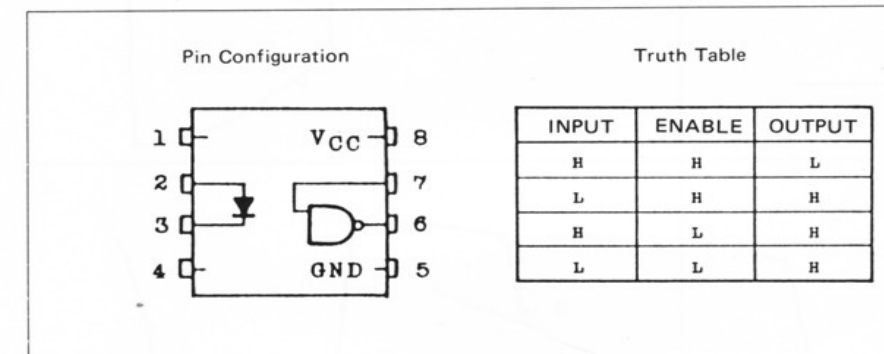 Pin Configuration
1 VCC 8
2 7
3 6
4 GND 5
Truth Table
INPUT ENABLE OUTPUT
H H L
L H H
H L H
L L H